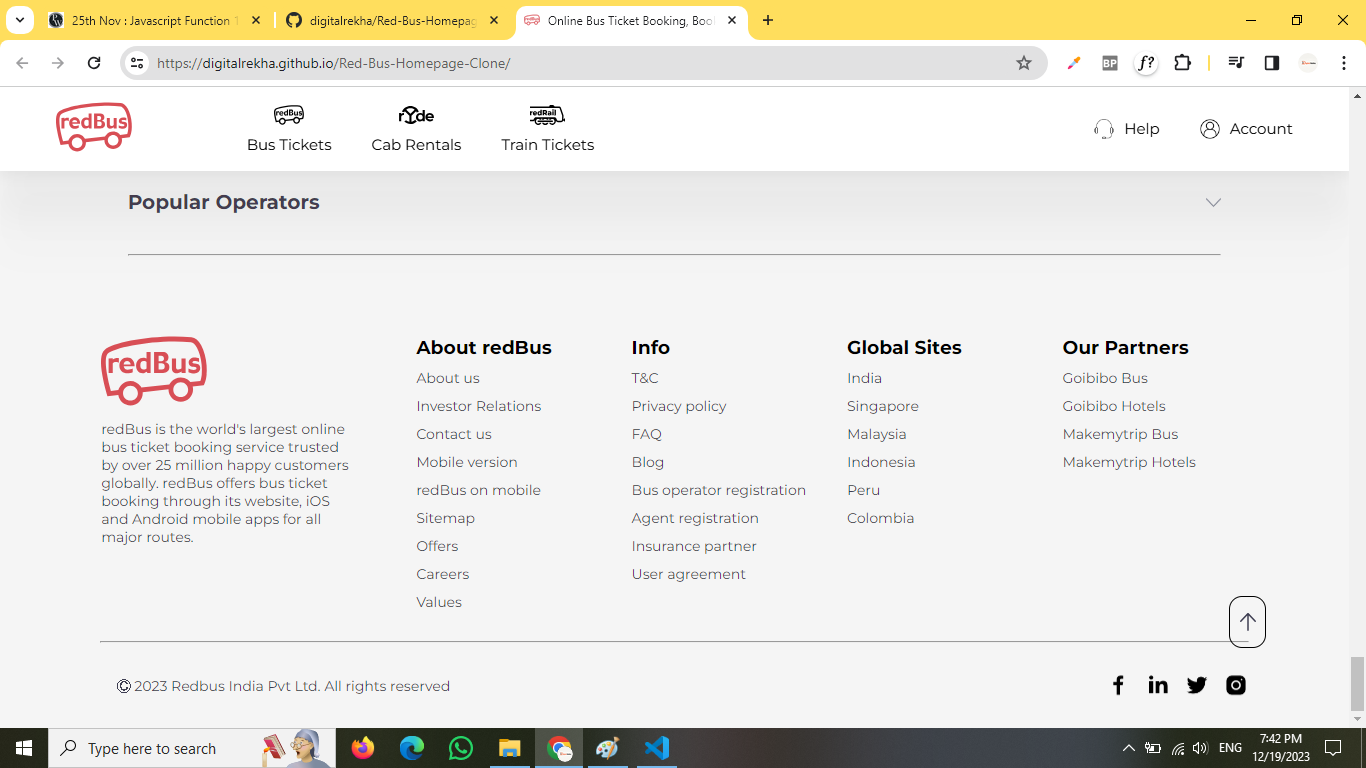 25th Nov : Javascript Function 1
digitalrekha/Red-Bus-Homepag
Online Bus Ticket Booking, Boo
https://digitalrekha.github.io/Red-Bus-Homepage-Clone/
BP
f?
redBus
redBus
Bus Tickets
ryde
Cab Rentals
redRail
Train Tickets
Help
Account
Popular Operators
redBus
redBus is the world's largest online
bus ticket booking service trusted
by over 25 million happy customers
globally. redBus offers bus ticket
booking through its website, iOS
and Android mobile apps for all
major routes.
About redBus
About us
Investor Relations
Contact us
Mobile version
redBus on mobile
Sitemap
Offers
Careers
Values
Info
T&C
Privacy policy
FAQ
Blog
Bus operator registration
Agent registration
Insurance partner
User agreement
Global Sites
India
Singapore
Malaysia
Indonesia
Peru
Colombia
Our Partners
Goibibo Bus
Goibibo Hotels
Makemytrip Bus
Makemytrip Hotels
© 2023 Redbus India Pvt Ltd. All rights reserved
Type here to search
ENG
7:42 PM
12/19/2023